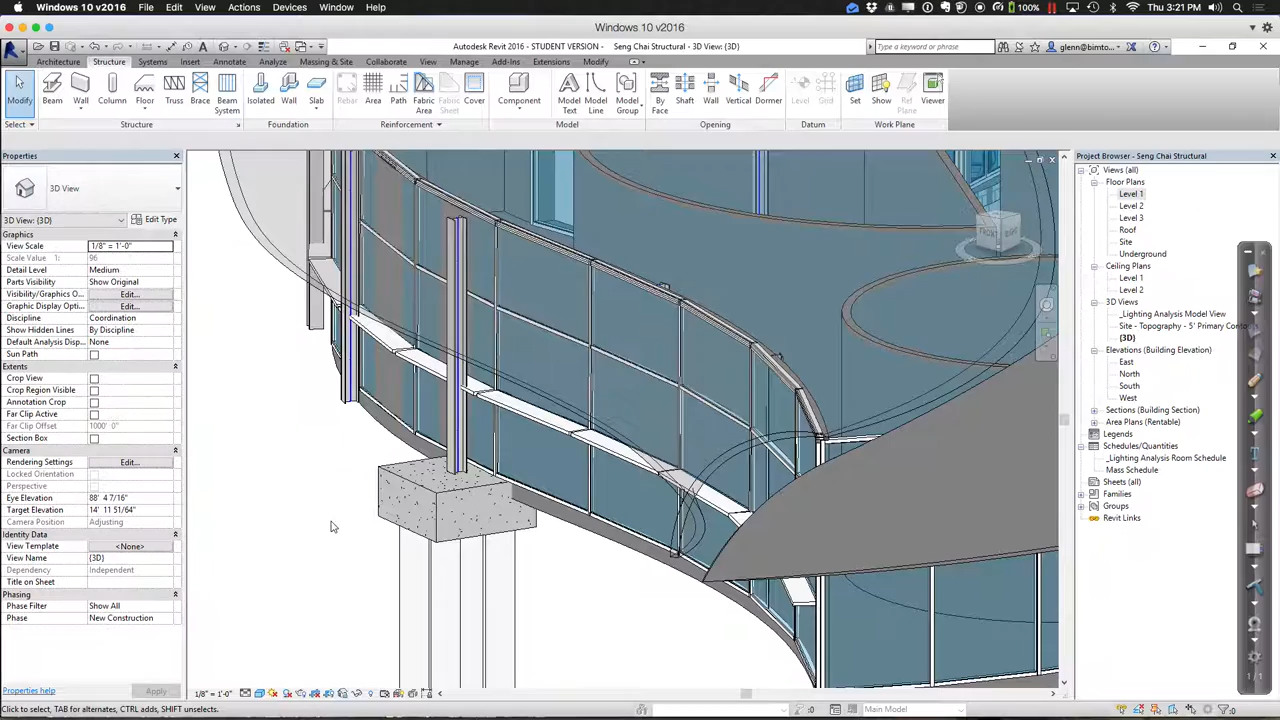 Windows 10 v2016 File Edit View Actions Devices Window Help 100% Thu 3:21 PM
Windows 10 v2016
Autodesk Revit 2016 - STUDENT VERSION - Seng Chai Structural - 3D View: {3D} Type a keyword or phrase glenn@bimto...
Architecture Structure Systems Insert Annotate Analyze Massing & Site Collaborate View Manage Add-Ins Extensions Modify
Modify Beam Wall Column Floor Truss Brace Beam System Isolated Wall Slab Rebar Area Path Fabric Area Fabric Sheet Cover Component Model Text Model Line Model Group By Face Shaft Wall Vertical Dormer Level Grid Set Show Ref Plane Viewer
Select Structure Foundation Reinforcement Model Opening Datum Work Plane
Properties
3D View
3D View: {3D} Edit Type
Graphics
View Scale 1/8" = 1'-0"
Scale Value 1: 96
Detail Level Medium
Parts Visibility Show Original
Visibility/Graphics O... Edit...
Graphic Display Opti... Edit...
Discipline Coordination
Show Hidden Lines By Discipline
Default Analysis Disp... None
Sun Path
Extents
Crop View
Crop Region Visible
Annotation Crop
Far Clip Active
Far Clip Offset 1000' 0"
Section Box
Camera
Rendering Settings Edit...
Locked Orientation
Perspective
Eye Elevation 88' 4 7/16"
Target Elevation 14' 11 51/64"
Camera Position Adjusting
Identity Data
View Template <None>
View Name {3D}
Dependency Independent
Title on Sheet
Phasing
Phase Filter Show All
Phase New Construction
Properties help Apply
FRONT
Project Browser - Seng Chai Structural
Views (all)
Floor Plans
Level 1
Level 2
Level 3
Roof
Site
Underground
Ceiling Plans
Level 1
Level 2
3D Views
_Lighting Analysis Model View
Site - Topography - 5' Primary Conto
{3D}
Elevations (Building Elevation)
East
North
South
West
Sections (Building Section)
Area Plans (Rentable)
Legends
Schedules/Quantities
_Lighting Analysis Room Schedule
Mass Schedule
Sheets (all)
Families
Groups
Revit Links
1 / 1
1/8" = 1'-0"
Click to select, TAB for alternates, CTRL adds, SHIFT unselects. :0 Main Model :0